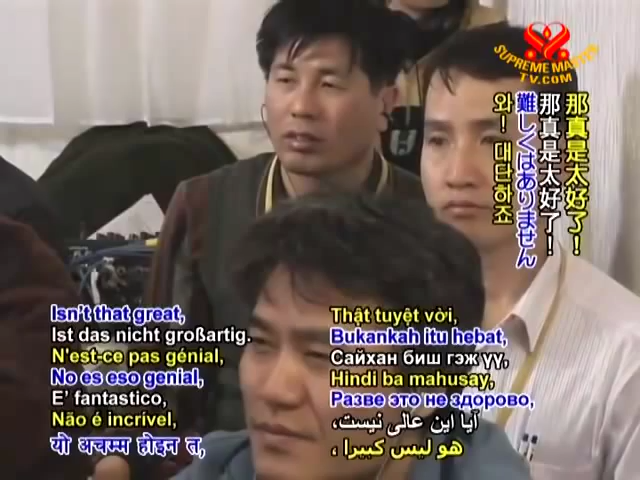 SUPREME MASTER
TV.COM
那真是太好了！
那真是太好了！
難しくはありません
와! 대단하죠
Isn't that great,
Ist das nicht großartig.
N'est-ce pas génial,
No es eso genial,
E' fantastico,
Não é incrível,
यो अचम्म होइन त,
Thật tuyệt vời,
Bukankah itu hebat,
Сайхан биш гэж үү,
Hindi ba mahusay,
Разве это не здорово,
آیا این عالی نیست،
هو ليس كبيرا ،